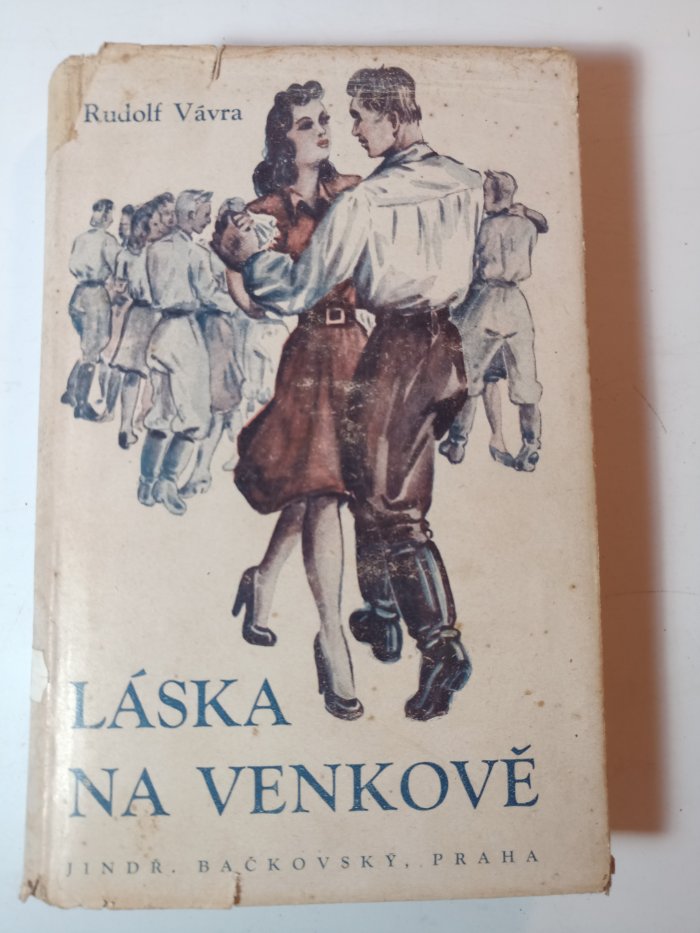 Rudolf Vávra
LÁSKA
NA VENKOVĚ
JINDŘ. BAČKOVSKÝ, PRAHA